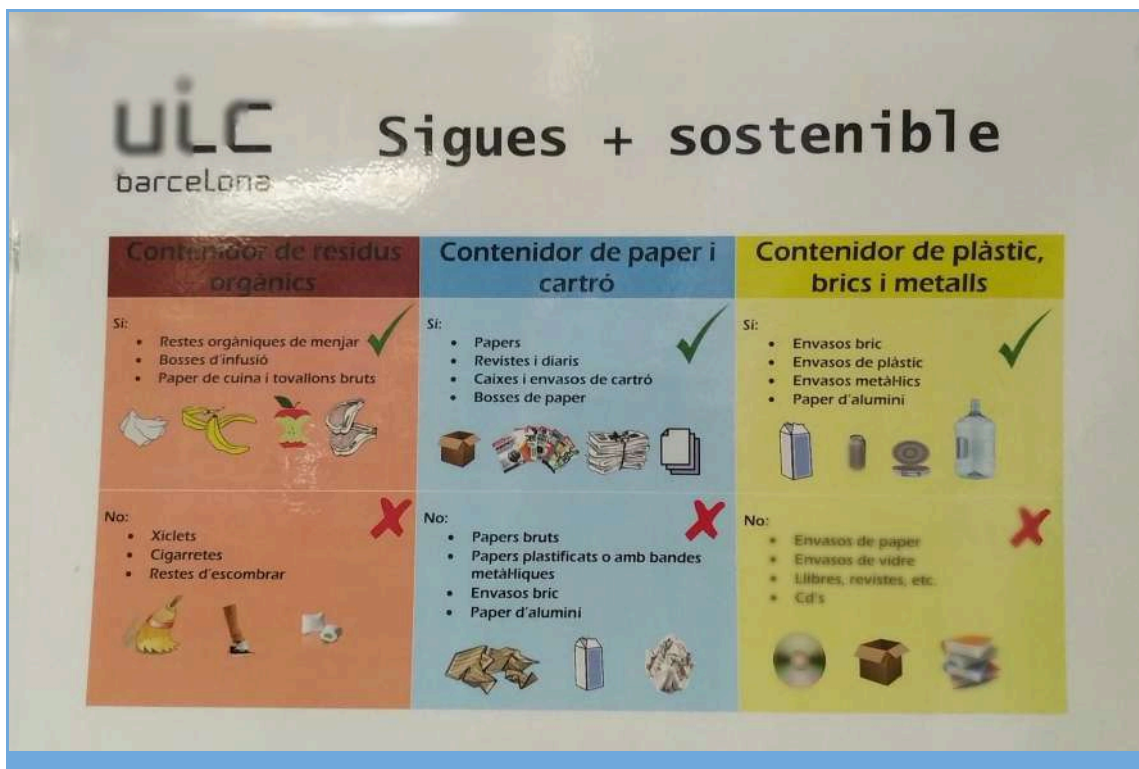 uic
barcelona
Sigues + sostenible
Contenidor de residus
orgànics
Sí:
• Restes orgàniques de menjar
• Bosses d'infusió
• Paper de cuina i tovallons bruts
Contenidor de paper i
cartró
Sí:
• Papers
• Revistes i diaris
• Caixes i envasos de cartró
• Bosses de paper
Contenidor de plàstic,
brics i metalls
Sí:
• Envasos bric
• Envasos de plàstic
• Envasos metàl·lics
• Paper d'alumini
No:
• Xiclets
• Cigarretes
• Restes d'escombrar
No:
• Papers bruts
• Papers plastificats o amb bandes
metàl·liques
• Envasos bric
• Paper d'alumini
No:
• Envasos de paper
• Envasos de vidre
• Llibres, revistes, etc.
• Cd's